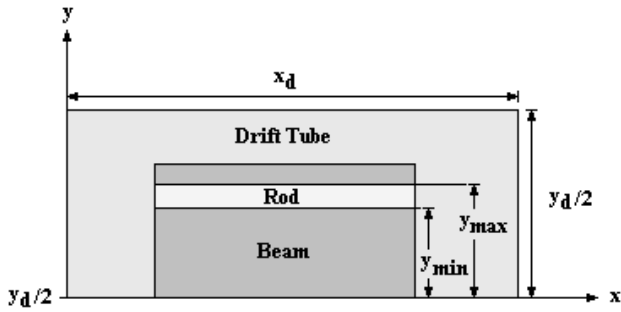 y
x_d
Drift Tube
Rod
y_d/2
y_max
Beam
y_min
y_d/2
x